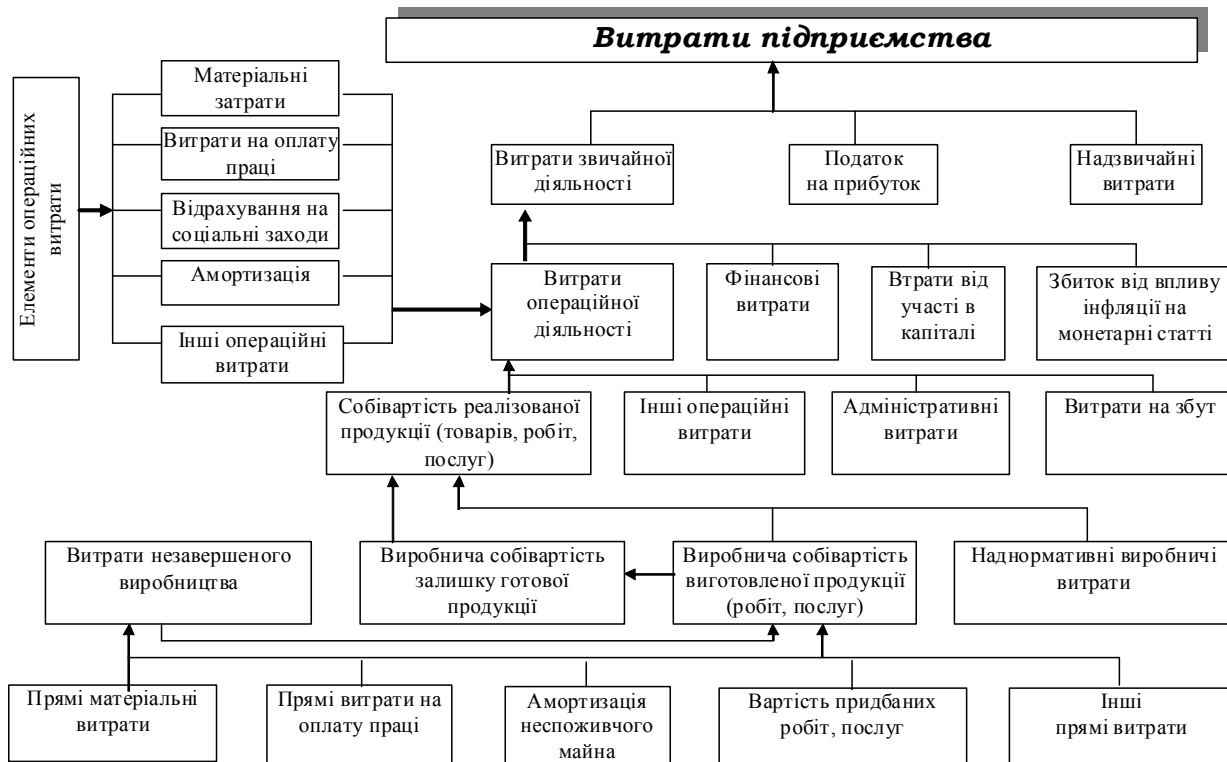 Витрати підприємства
Елементи операційних
витрати
Матеріальні
затрати
Витрати на оплату
праці
Відрахування на
соціальні заходи
Амортизація
Інші операційні
витрати
Витрати звичайної
діяльності
Податок
на прибуток
Надзвичайні
витрати
Витрати
операційної
діяльності
Фінансові
витрати
Втрати від
участі в
капіталі
Збиток від впливу
інфляції на
монетарні статті
Собівартість реалізованої
продукції (товарів, робіт,
послуг)
Інші операційні
витрати
Адміністративні
витрати
Витрати на збут
Витрати незавершеного
виробництва
Виробнича собівартість
залишку готової
продукції
Виробнича собівартість
виготовленої продукції
(робіт, послуг)
Наднормативні виробничі
витрати
Прямі матеріальні
витрати
Прямі витрати на
оплату праці
Амортизація
неспоживчого
майна
Вартість придбаних
робіт, послуг
Інші
прямі витрати